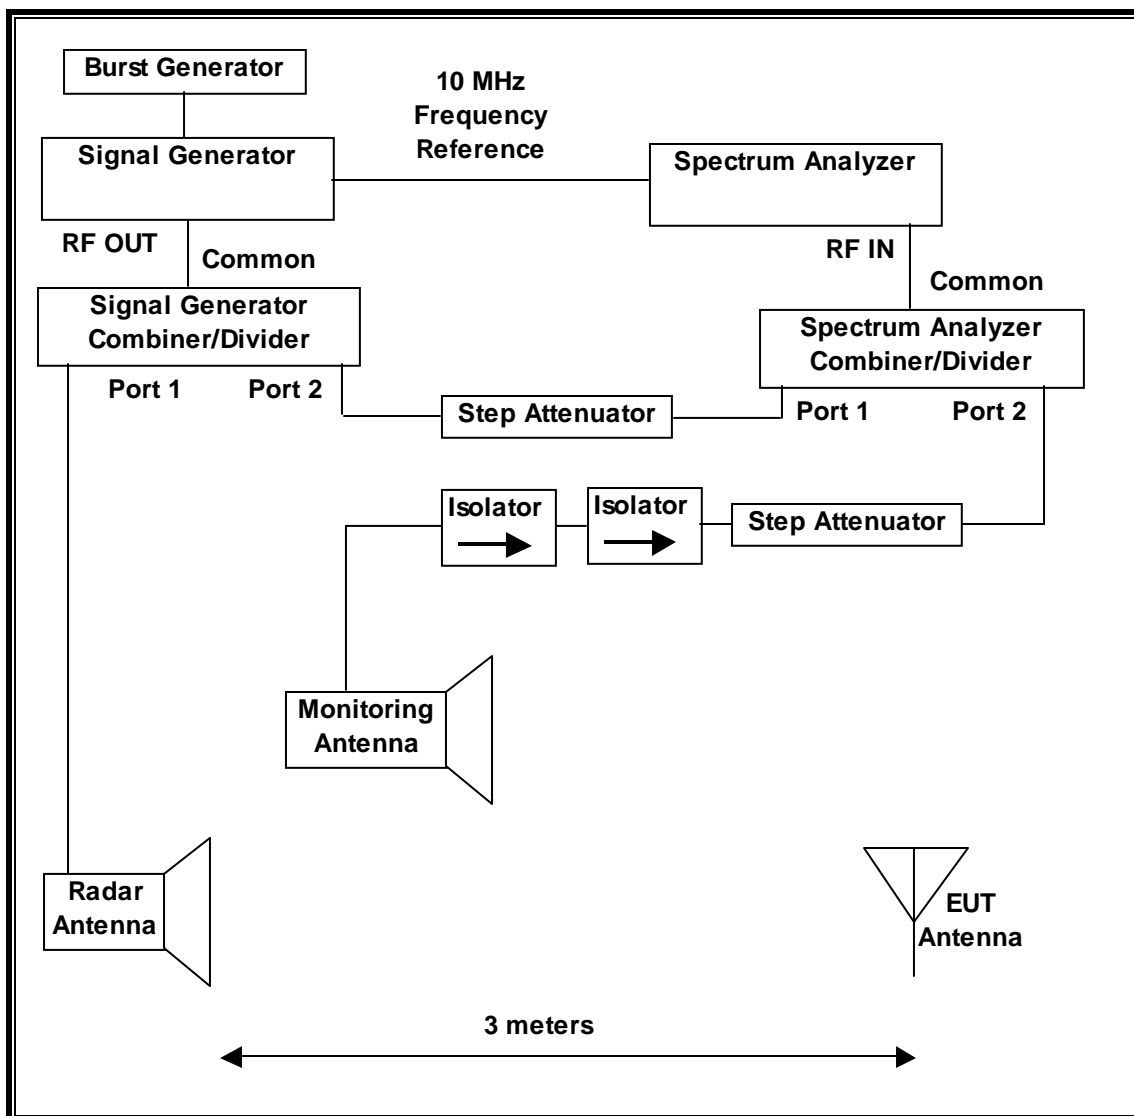 Burst Generator
10 MHz
Frequency
Reference
Signal Generator
Spectrum Analyzer
RF OUT
Common
RF IN
Common
Signal Generator
Combiner/Divider
Spectrum Analyzer
Combiner/Divider
Port 1
Port 2
Step Attenuator
Port 1
Port 2
Isolator
Isolator
Step Attenuator
Monitoring
Antenna
Radar
Antenna
EUT
Antenna
3 meters